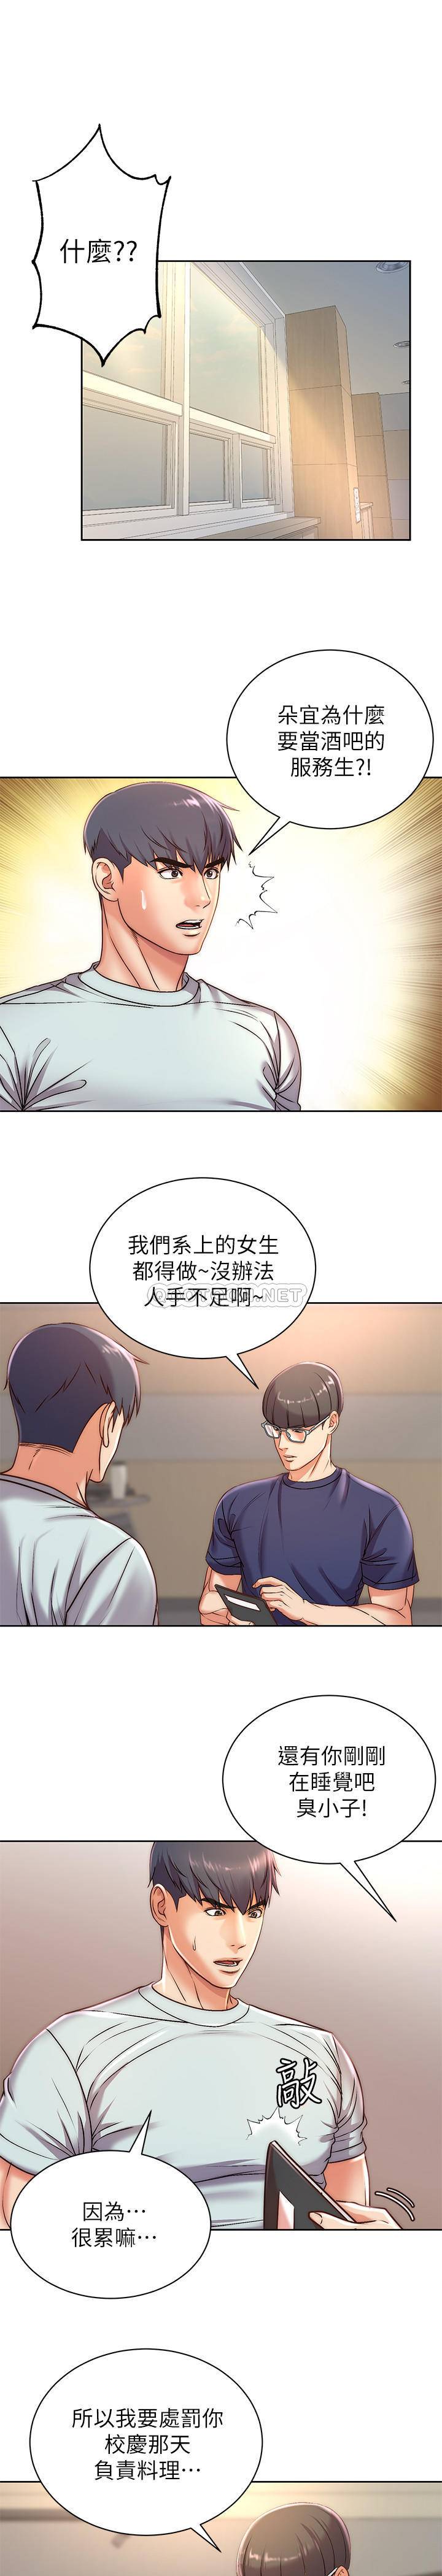 什麼??
朵宜為什麼
要當酒吧的
服務生?!
我們系上的女生
都得做~沒辦法
人手不足啊~
還有你剛剛
在睡覺吧
臭小子!
敲
因為…
很累嘛…
所以我要處罰你
校慶那天
負責料理…